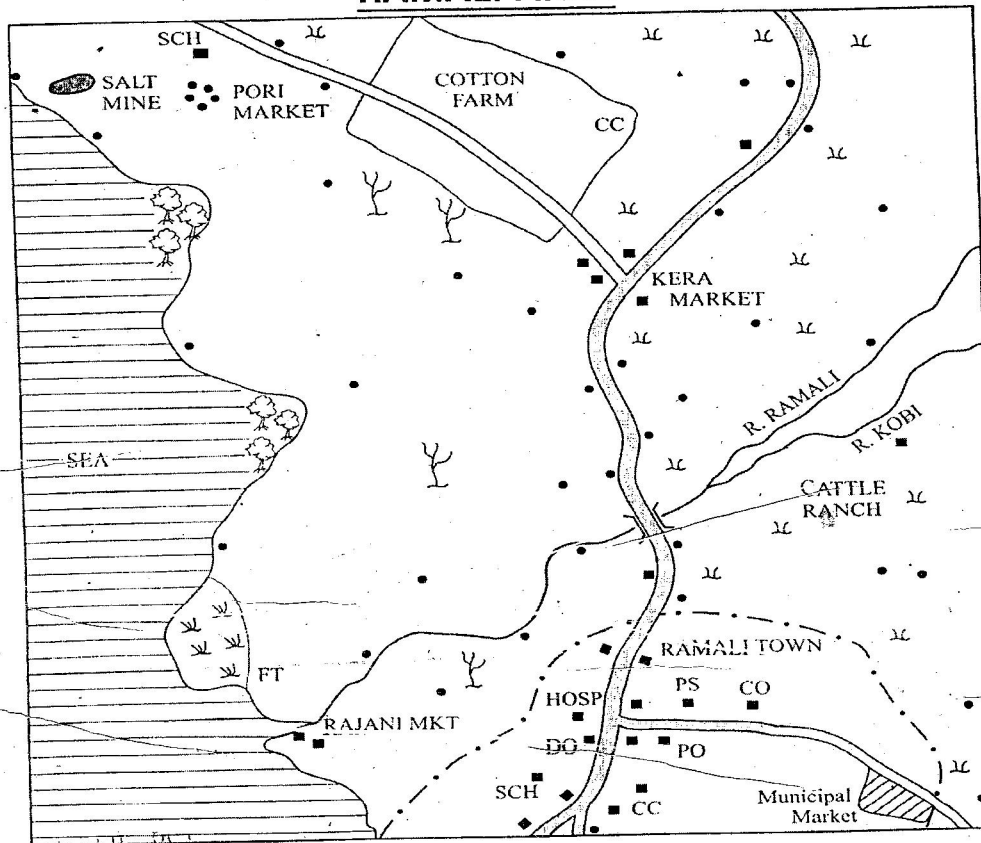 SCH
SALT
MINE
PORI
MARKET
COTTON
FARM
CC
KERA
MARKET
R. RAMALI
R. KOBI
SEA
CATTLE
RANCH
RAMALI TOWN
FT
HOSP
PS
CO
RAJANI MKT
DO
PO
SCH
CC
Municipal
Market